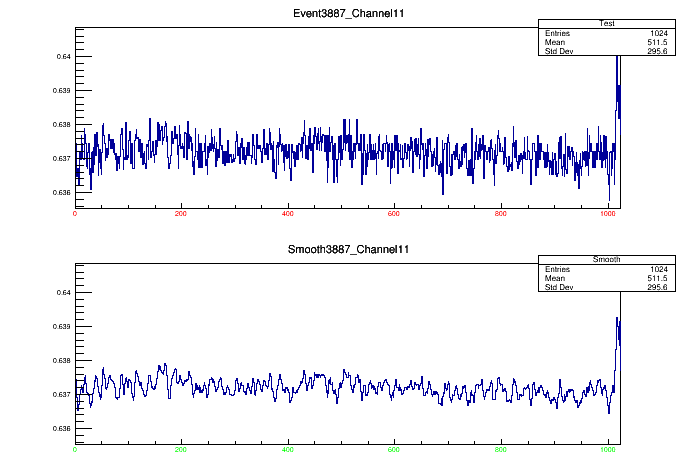 Event3887_Channel11
Test
Entries 1024
Mean 511.5
Std Dev 295.6
0.64
0.639
0.638
0.637
0.636
0 200 400 600 800 1000
Smooth3887_Channel11
Smooth
Entries 1024
Mean 511.5
Std Dev 295.6
0.64
0.639
0.638
0.637
0.636
0 200 400 600 800 1000